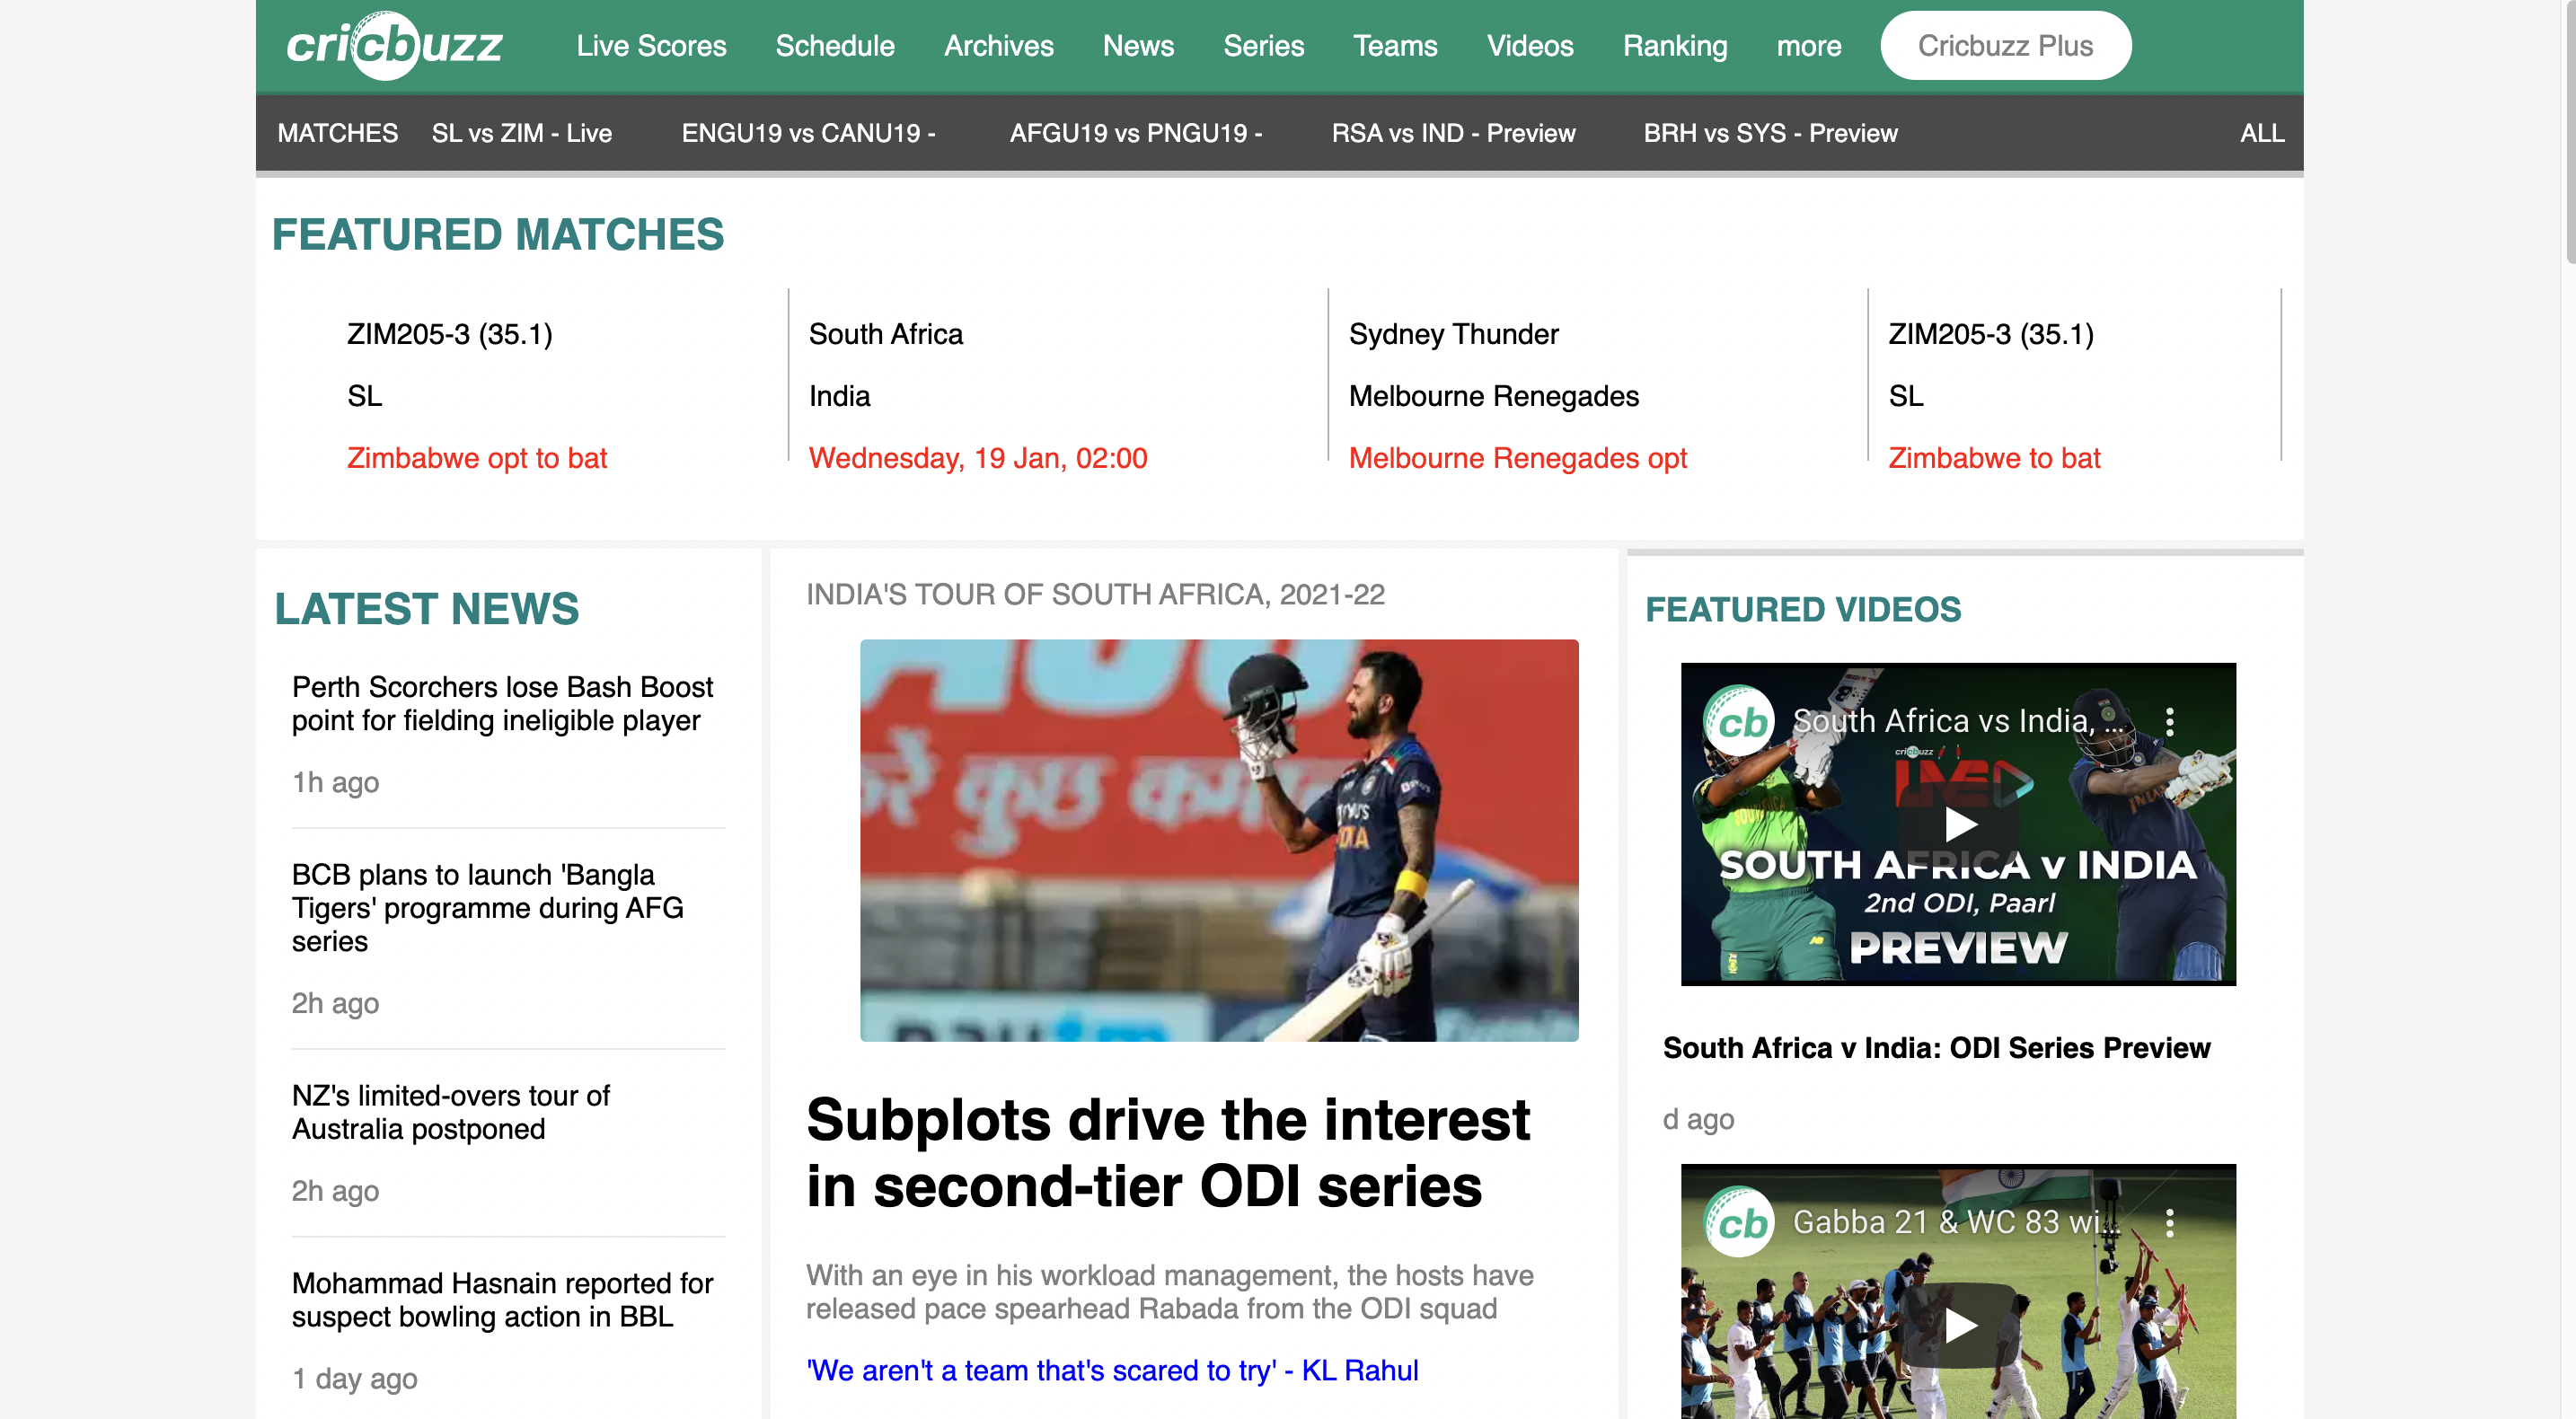 cricbuzz
Live Scores
Schedule
Archives
News
Series
Teams
Videos
Ranking
more
Cricbuzz Plus
MATCHES
SL vs ZIM - Live
ENGU19 vs CANU19 -
AFGU19 vs PNGU19 -
RSA vs IND - Preview
BRH vs SYS - Preview
ALL
FEATURED MATCHES
ZIM205-3 (35.1)
SL
Zimbabwe opt to bat
South Africa
India
Wednesday, 19 Jan, 02:00
Sydney Thunder
Melbourne Renegades
Melbourne Renegades opt
ZIM205-3 (35.1)
SL
Zimbabwe to bat
LATEST NEWS
Perth Scorchers lose Bash Boost
point for fielding ineligible player
1h ago
BCB plans to launch 'Bangla
Tigers' programme during AFG
series
2h ago
NZ's limited-overs tour of
Australia postponed
2h ago
Mohammad Hasnain reported for
suspect bowling action in BBL
1 day ago
INDIA'S TOUR OF SOUTH AFRICA, 2021-22
रे कुछ
Subplots drive the interest
in second-tier ODI series
With an eye in his workload management, the hosts have
released pace spearhead Rabada from the ODI squad
'We aren't a team that's scared to try' - KL Rahul
FEATURED VIDEOS
cb
South Africa vs India, ...
cricbuzz
LIVE
SOUTH AFRICA v INDIA
2nd ODI, Paarl
PREVIEW
South Africa v India: ODI Series Preview
d ago
cb
Gabba 21 & WC 83 wi...